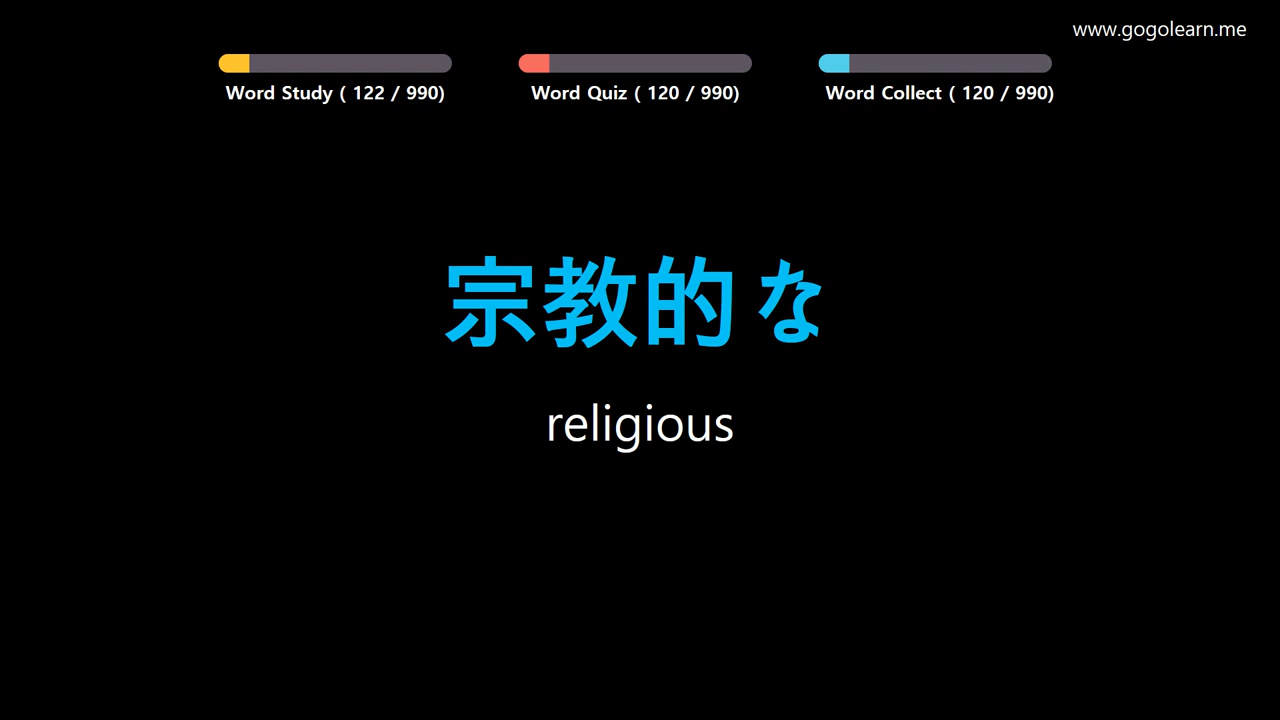 www.gogolearn.me
Word Study ( 122 / 990)
Word Quiz ( 120 / 990)
Word Collect ( 120 / 990)
宗教的な
religious